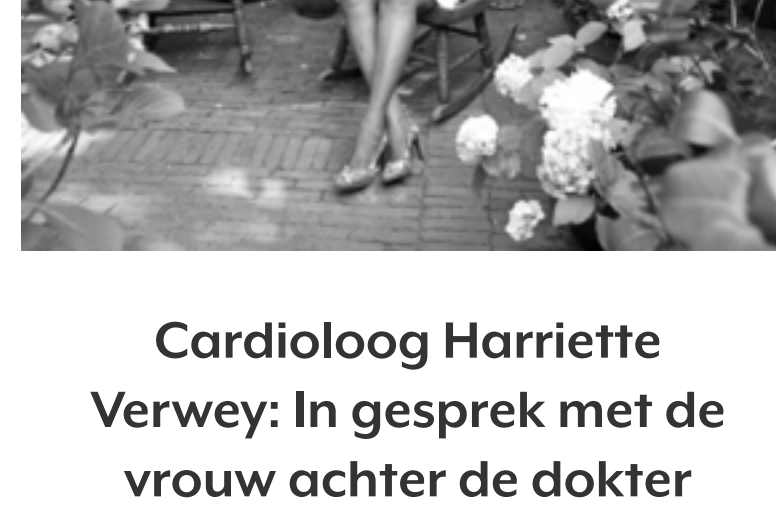 Cardioloog Harriette
Verwey: In gesprek met de
vrouw achter de dokter